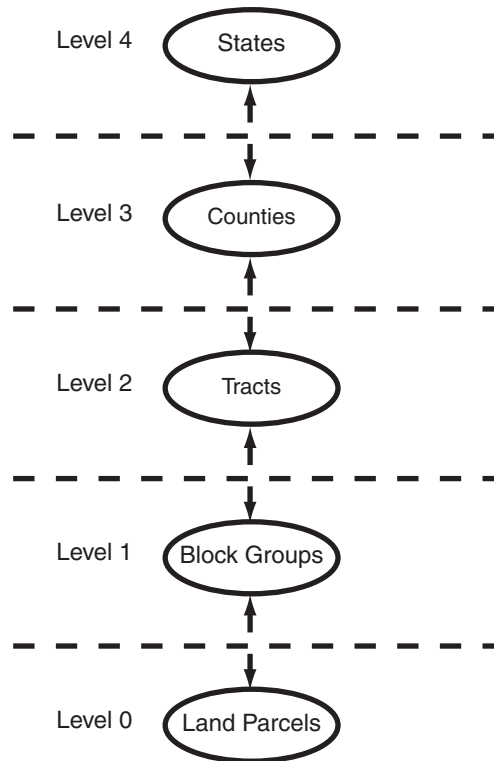 Level 4 States
Level 3 Counties
Level 2 Tracts
Level 1 Block Groups
Level 0 Land Parcels